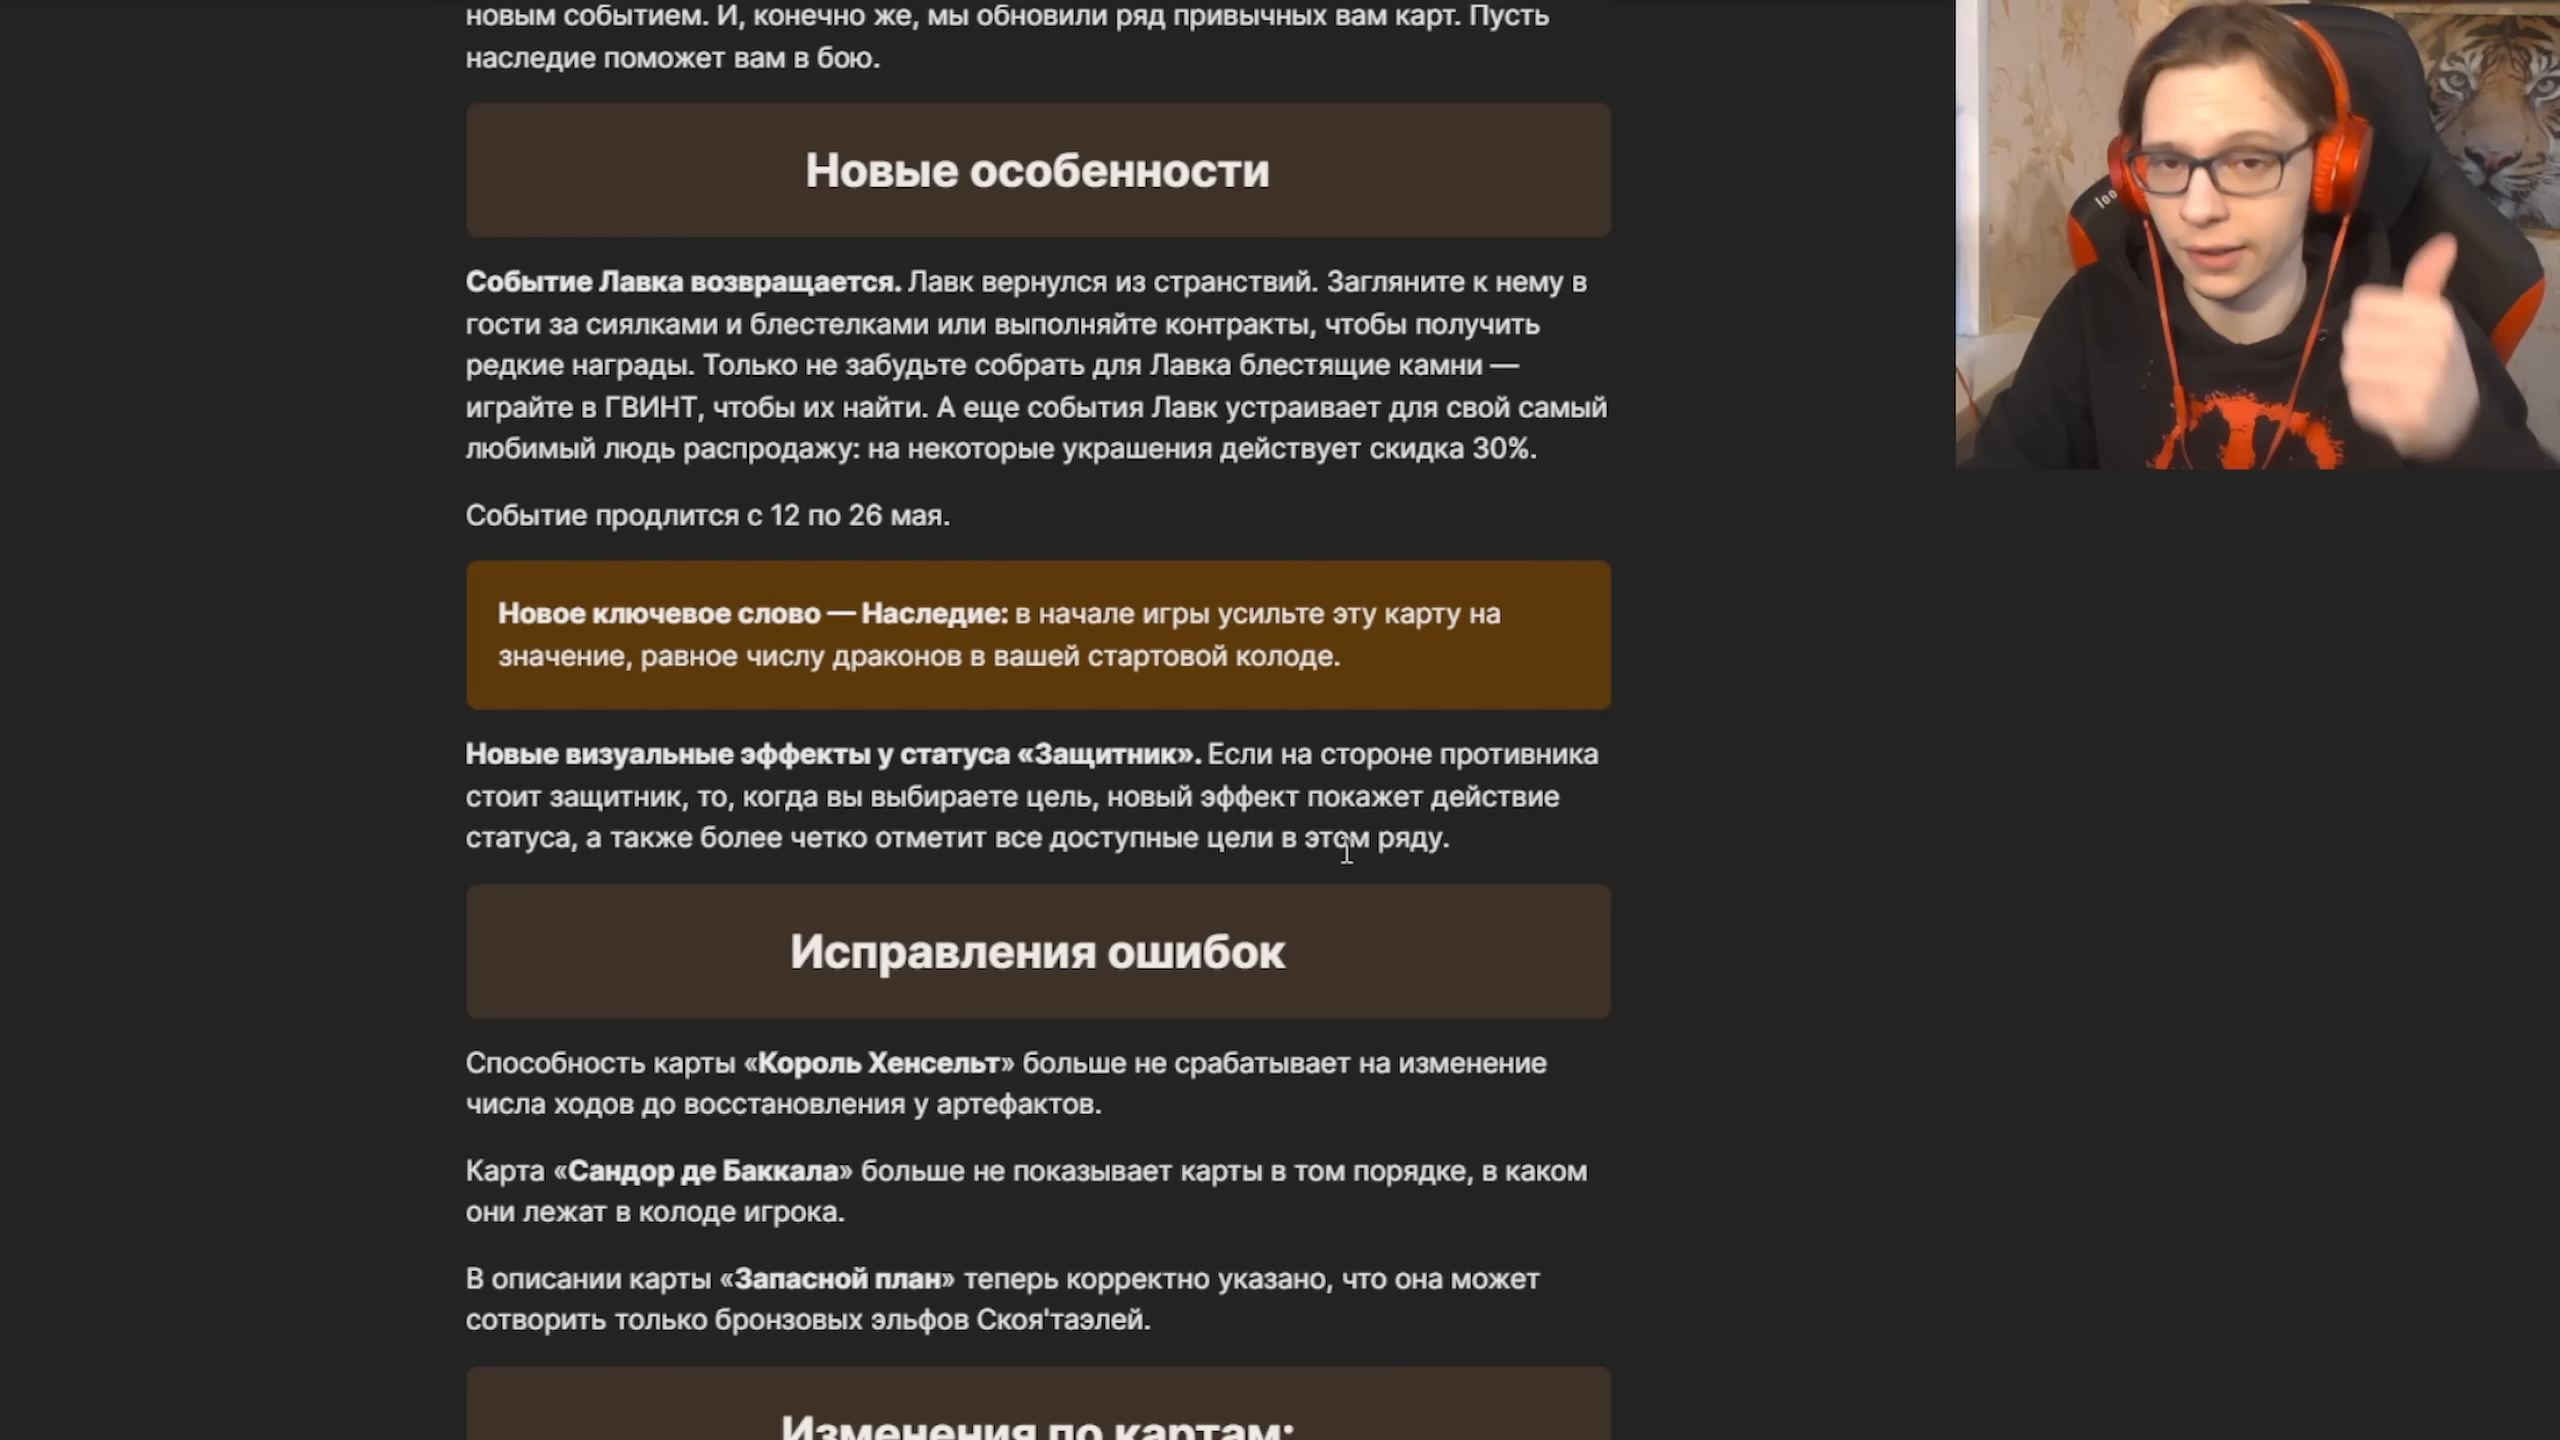 новым событием. И, конечно же, мы обновили ряд привычных вам карт. Пусть
наследие поможет вам в бою.
Новые особенности
Событие Лавка возвращается. Лавк вернулся из странствий. Загляните к нему в
гости за сиялками и блестелками или выполняйте контракты, чтобы получить
редкие награды. Только не забудьте собрать для Лавка блестящие камни —
играйте в ГВИНТ, чтобы их найти. А еще события Лавк устраивает для свой самый
любимый людь распродажу: на некоторые украшения действует скидка 30%.
Событие продлится с 12 по 26 мая.
Новое ключевое слово — Наследие: в начале игры усильте эту карту на
значение, равное числу драконов в вашей стартовой колоде.
Новые визуальные эффекты у статуса «Защитник». Если на стороне противника
стоит защитник, то, когда вы выбираете цель, новый эффект покажет действие
статуса, а также более четко отметит все доступные цели в этом ряду.
Исправления ошибок
Способность карты «Король Хенсельт» больше не срабатывает на изменение
числа ходов до восстановления у артефактов.
Карта «Сандор де Баккала» больше не показывает карты в том порядке, в каком
они лежат в колоде игрока.
В описании карты «Запасной план» теперь корректно указано, что она может
сотворить только бронзовых эльфов Скоя'таэлей.
Изменения по картам: